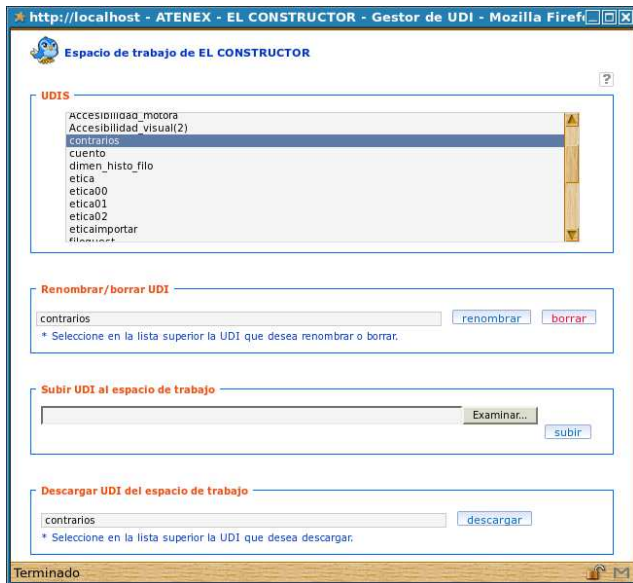 http://localhost - ATENEX - EL CONSTRUCTOR - Gestor de UDI - Mozilla Firef
Espacio de trabajo de EL CONSTRUCTOR
?
UDIS
Accesibilidad_motora
Accesibilidad_visual(2)
contrarios
cuento
dimen_histo_filo
etica
etica00
etica01
etica02
eticaimportar
filequest
Renombrar/borrar UDI
contrarios renombrar borrar
* Seleccione en la lista superior la UDI que desea renombrar o borrar.
Subir UDI al espacio de trabajo
Examinar...
subir
Descargar UDI del espacio de trabajo
contrarios descargar
* Seleccione en la lista superior la UDI que desea descargar.
Terminado